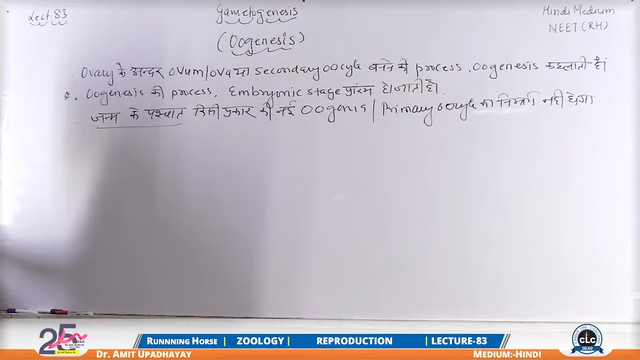 Lect. 83
Gametogenesis
Hindi Medium
NEET (RH)
(Oogenesis)
Ovary के अन्दर ovum/ova या secondary oocyte बनने की process, oogenesis कहलाती है।
Oogenesis की process, Embryonic stage प्रारंभ हो जाती है।
जन्म के पश्चात किसी प्रकार की नई oogonia / Primary oocyte का निर्माण नही होगा
25
RUNNNING HORSE | ZOOLOGY | REPRODUCTION | LECTURE-83
CLC
DR. AMIT UPADHAYAY
MEDIUM:-HINDI